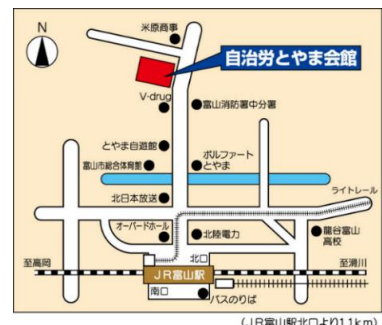 N
米原商事
自治労とやま会館
V-drug
富山消防署中分署
とやま自遊館
富山市総合体育館
ボルファート
とやま
北日本放送
ライトレール
オーバードホール
北陸電力
龍谷富山
高校
北口
至高岡
至滑川
JR富山駅
南口
バスのりば
(JR富山駅北口より1.1km)